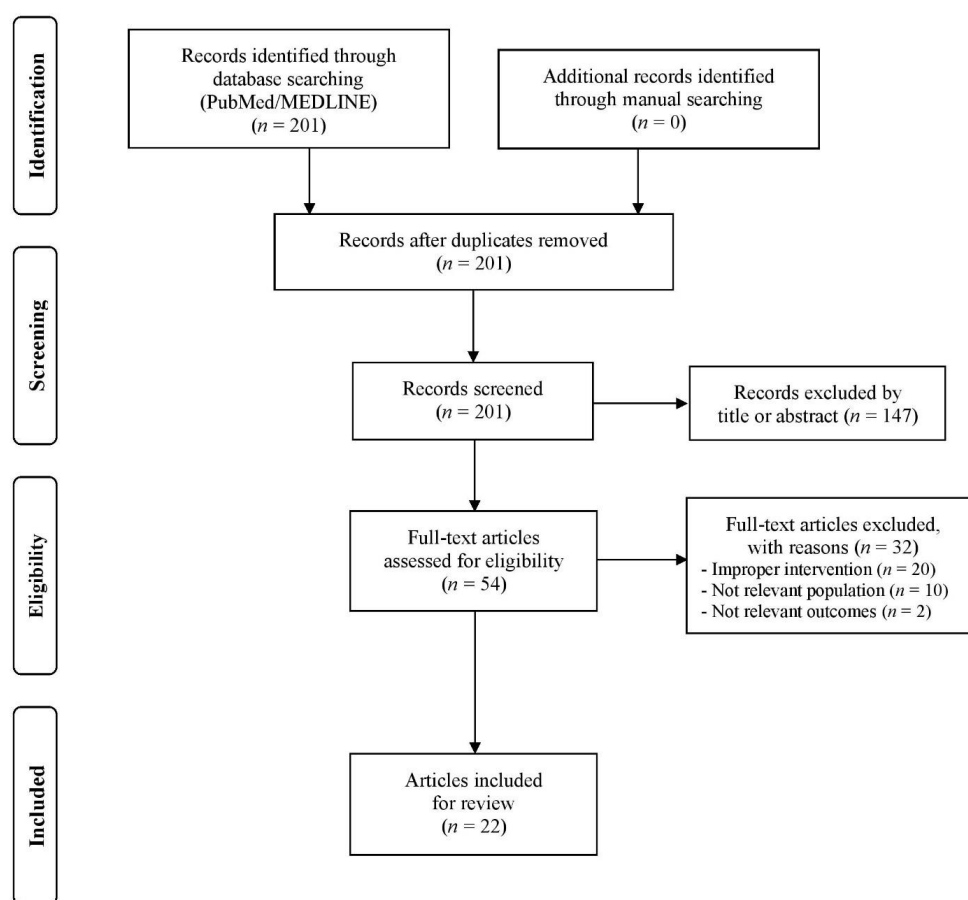 Identification
Records identified through
database searching
(PubMed/MEDLINE)
(n = 201)
Additional records identified
through manual searching
(n = 0)
Records after duplicates removed
(n = 201)
Screening
Records screened
(n = 201)
Records excluded by
title or abstract (n = 147)
Eligibility
Full-text articles
assessed for eligibility
(n = 54)
Full-text articles excluded,
with reasons (n = 32)
- Improper intervention (n = 20)
- Not relevant population (n = 10)
- Not relevant outcomes (n = 2)
Included
Articles included
for review
(n = 22)